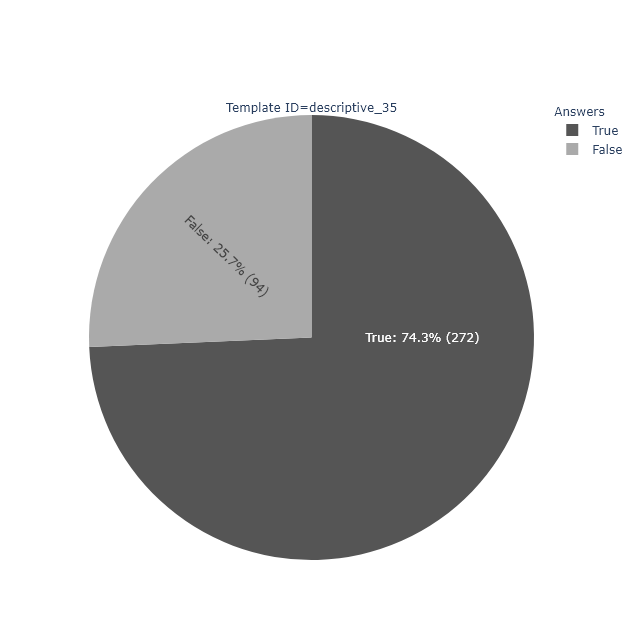 Template ID=descriptive_35
Answers
True
False
False: 25.7% (94)
True: 74.3% (272)